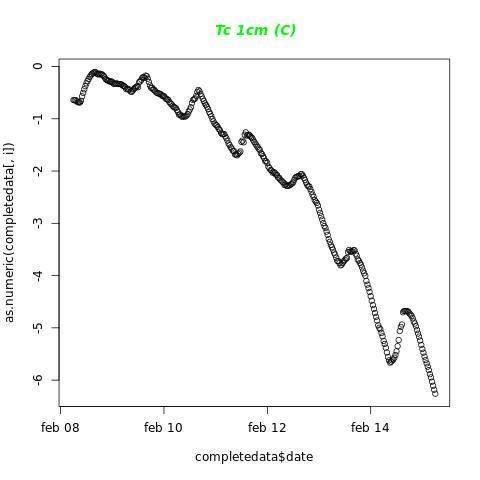 Tc 1cm (C)
as.numeric(completedata[, i])
0
-1
-2
-3
-4
-5
-6
feb 08
feb 10
feb 12
feb 14
completedata$date